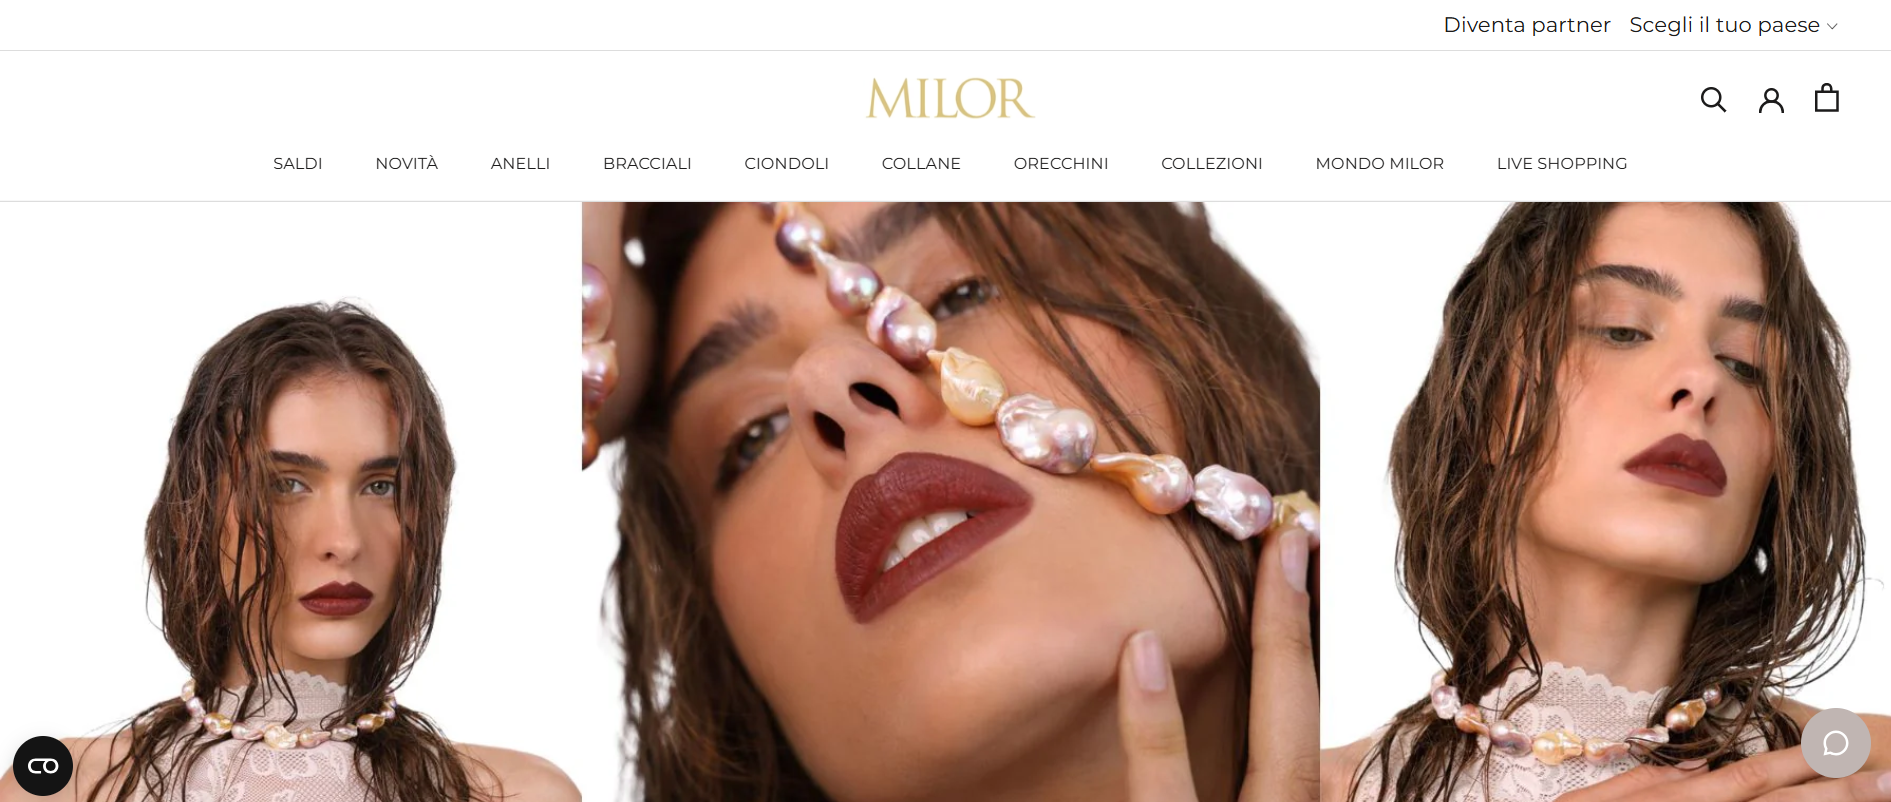 Diventa partner Scegli il tuo paese
MILOR
SALDI NOVITÀ ANELLI BRACCIALI CIONDOLI COLLANE ORECCHINI COLLEZIONI MONDO MILOR LIVE SHOPPING